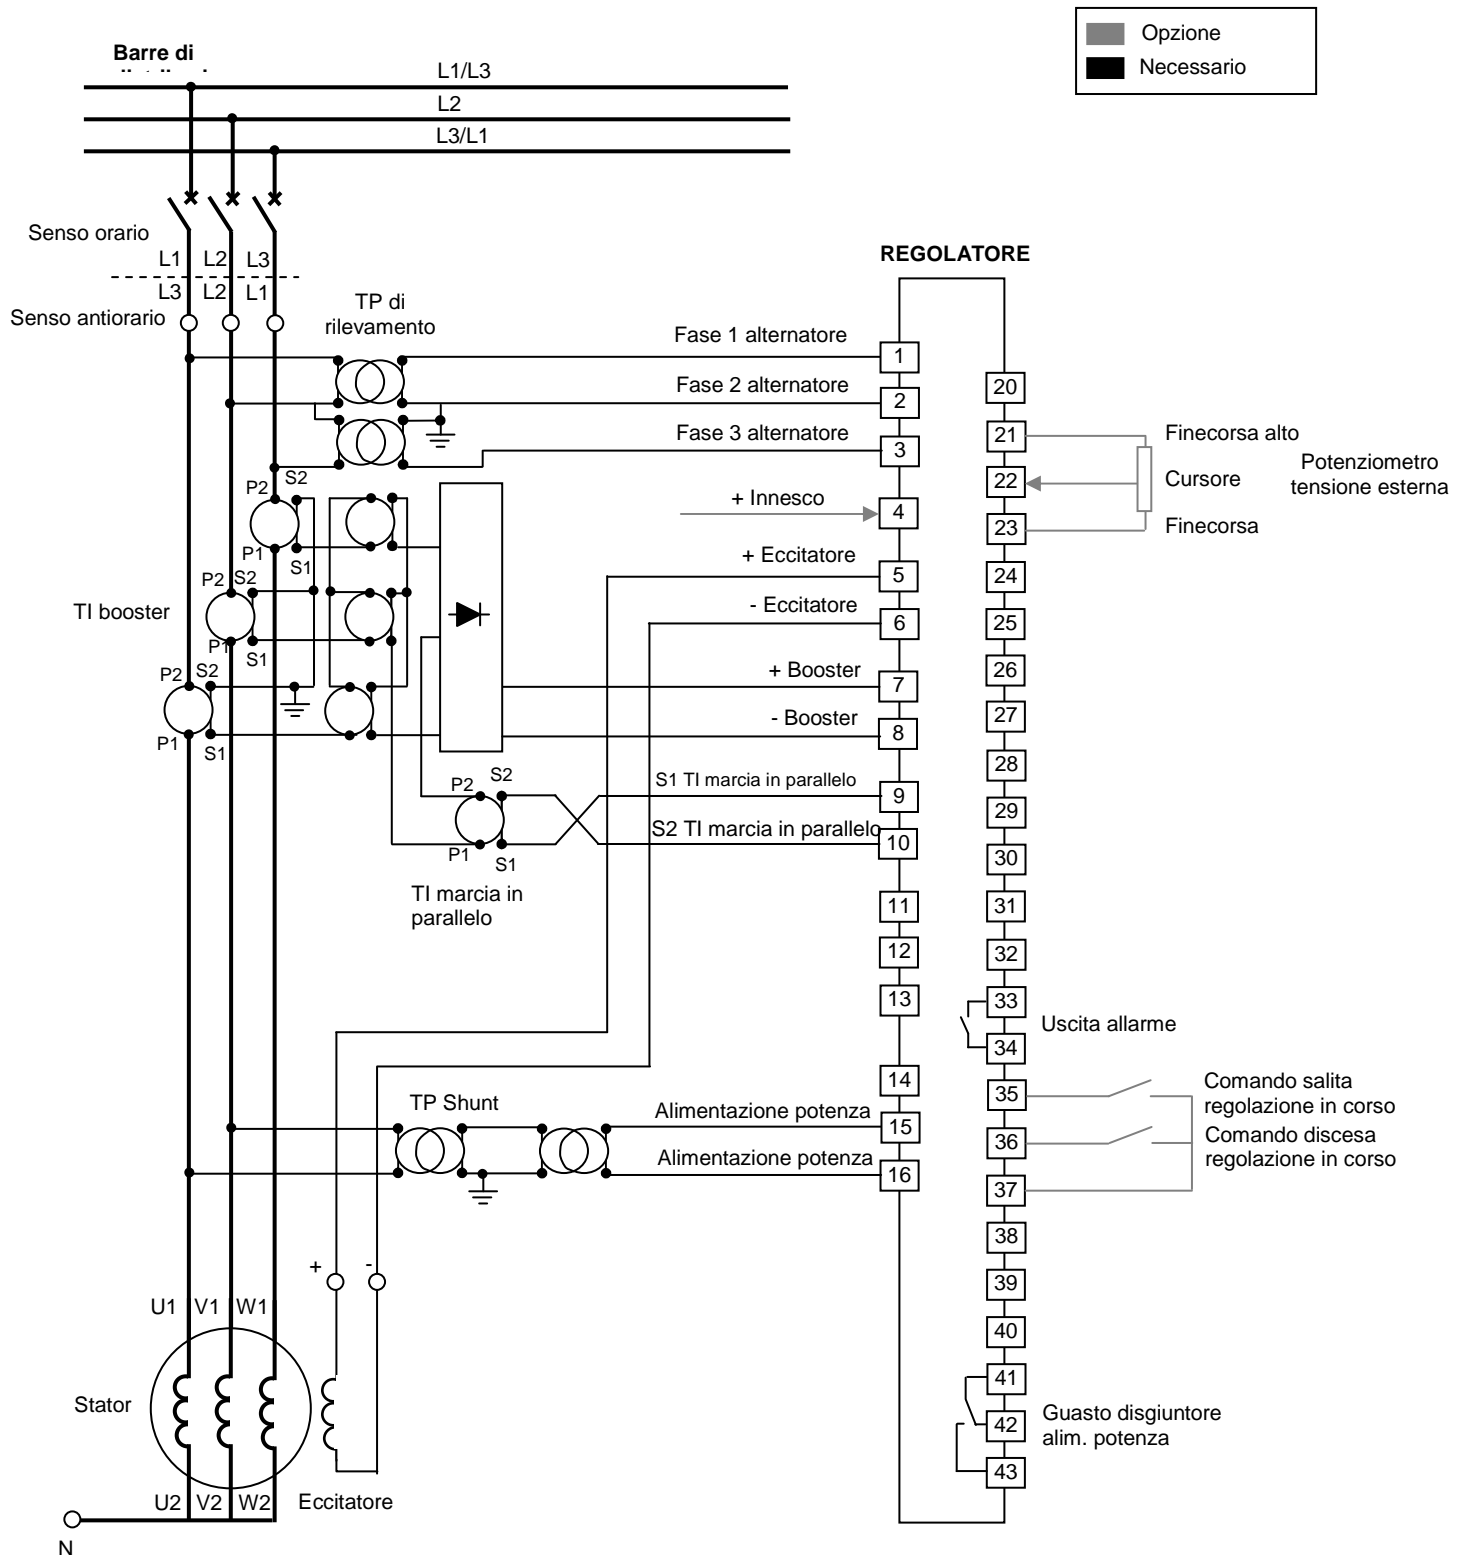 Opzione
Necessario
Barre di
L1/L3
L2
L3/L1
Senso orario
L1 L2 L3
L3 L2 L1
Senso antiorario
TP di
rilevamento
REGOLATORE
Fase 1 alternatore
1
Fase 2 alternatore
2
Fase 3 alternatore
3
+ Innesco
4
+ Eccitatore
5
- Eccitatore
6
+ Booster
7
- Booster
8
S1 TI marcia in parallelo
9
S2 TI marcia in parallelo
10
11
12
13
14
Alimentazione potenza
15
Alimentazione potenza
16
20
21
Finecorsa alto
22
Cursore
23
Finecorsa
Potenziometro
tensione esterna
24
25
26
27
28
29
30
31
32
33
Uscita allarme
34
35
Comando salita
regolazione in corso
36
Comando discesa
regolazione in corso
37
38
39
40
41
42
Guasto disgiuntore
alim. potenza
43
P2 S2
P1 S1
P2 S2
TI booster
P1 S1
P2 S2
P1 S1
P2 S2
P1 S1
TI marcia in
parallelo
TP Shunt
+ -
U1 V1 W1
Stator
U2 V2 W2
Eccitatore
N